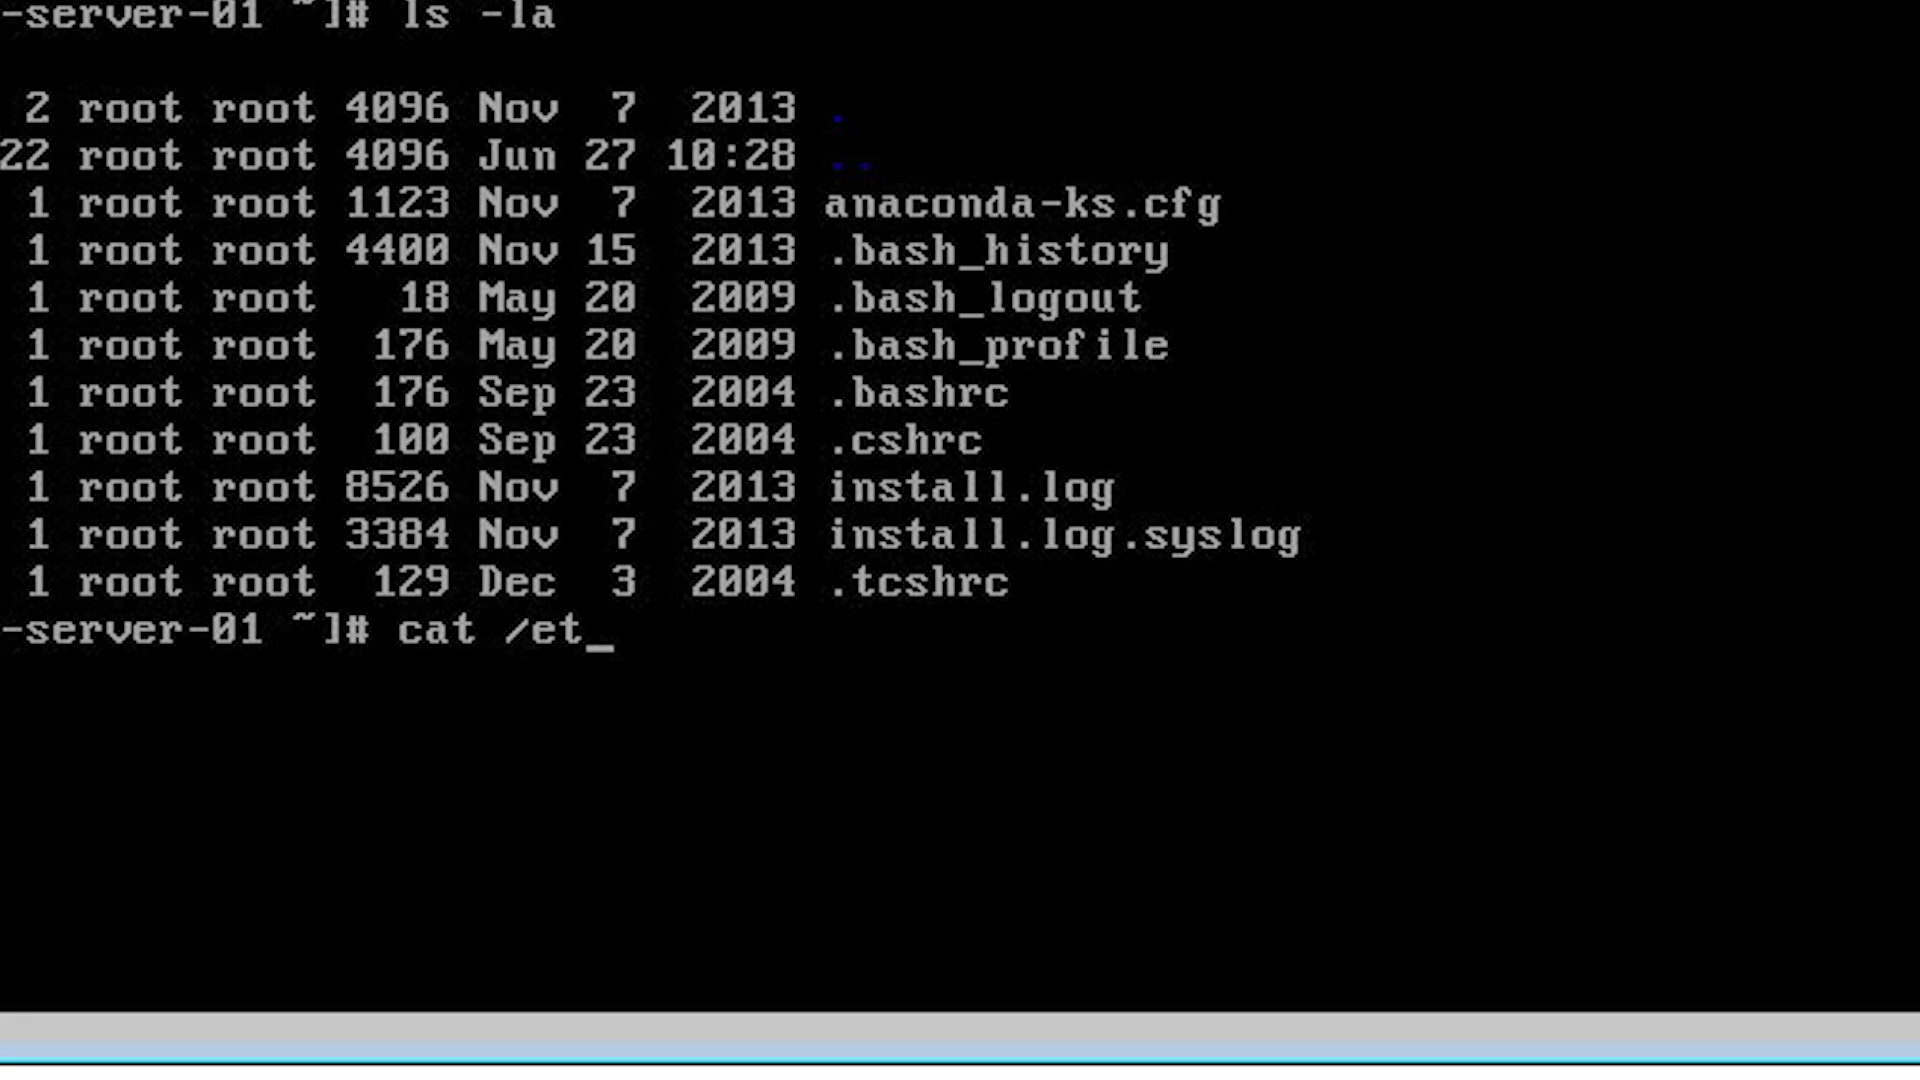 -server-01 ~]# ls -la
2 root root 4096 Nov  7  2013 .
22 root root 4096 Jun 27 10:28 ..
1 root root 1123 Nov  7  2013 anaconda-ks.cfg
1 root root 4400 Nov 15  2013 .bash_history
1 root root   18 May 20  2009 .bash_logout
1 root root  176 May 20  2009 .bash_profile
1 root root  176 Sep 23  2004 .bashrc
1 root root  100 Sep 23  2004 .cshrc
1 root root 8526 Nov  7  2013 install.log
1 root root 3384 Nov  7  2013 install.log.syslog
1 root root  129 Dec  3  2004 .tcshrc
-server-01 ~]# cat /et_